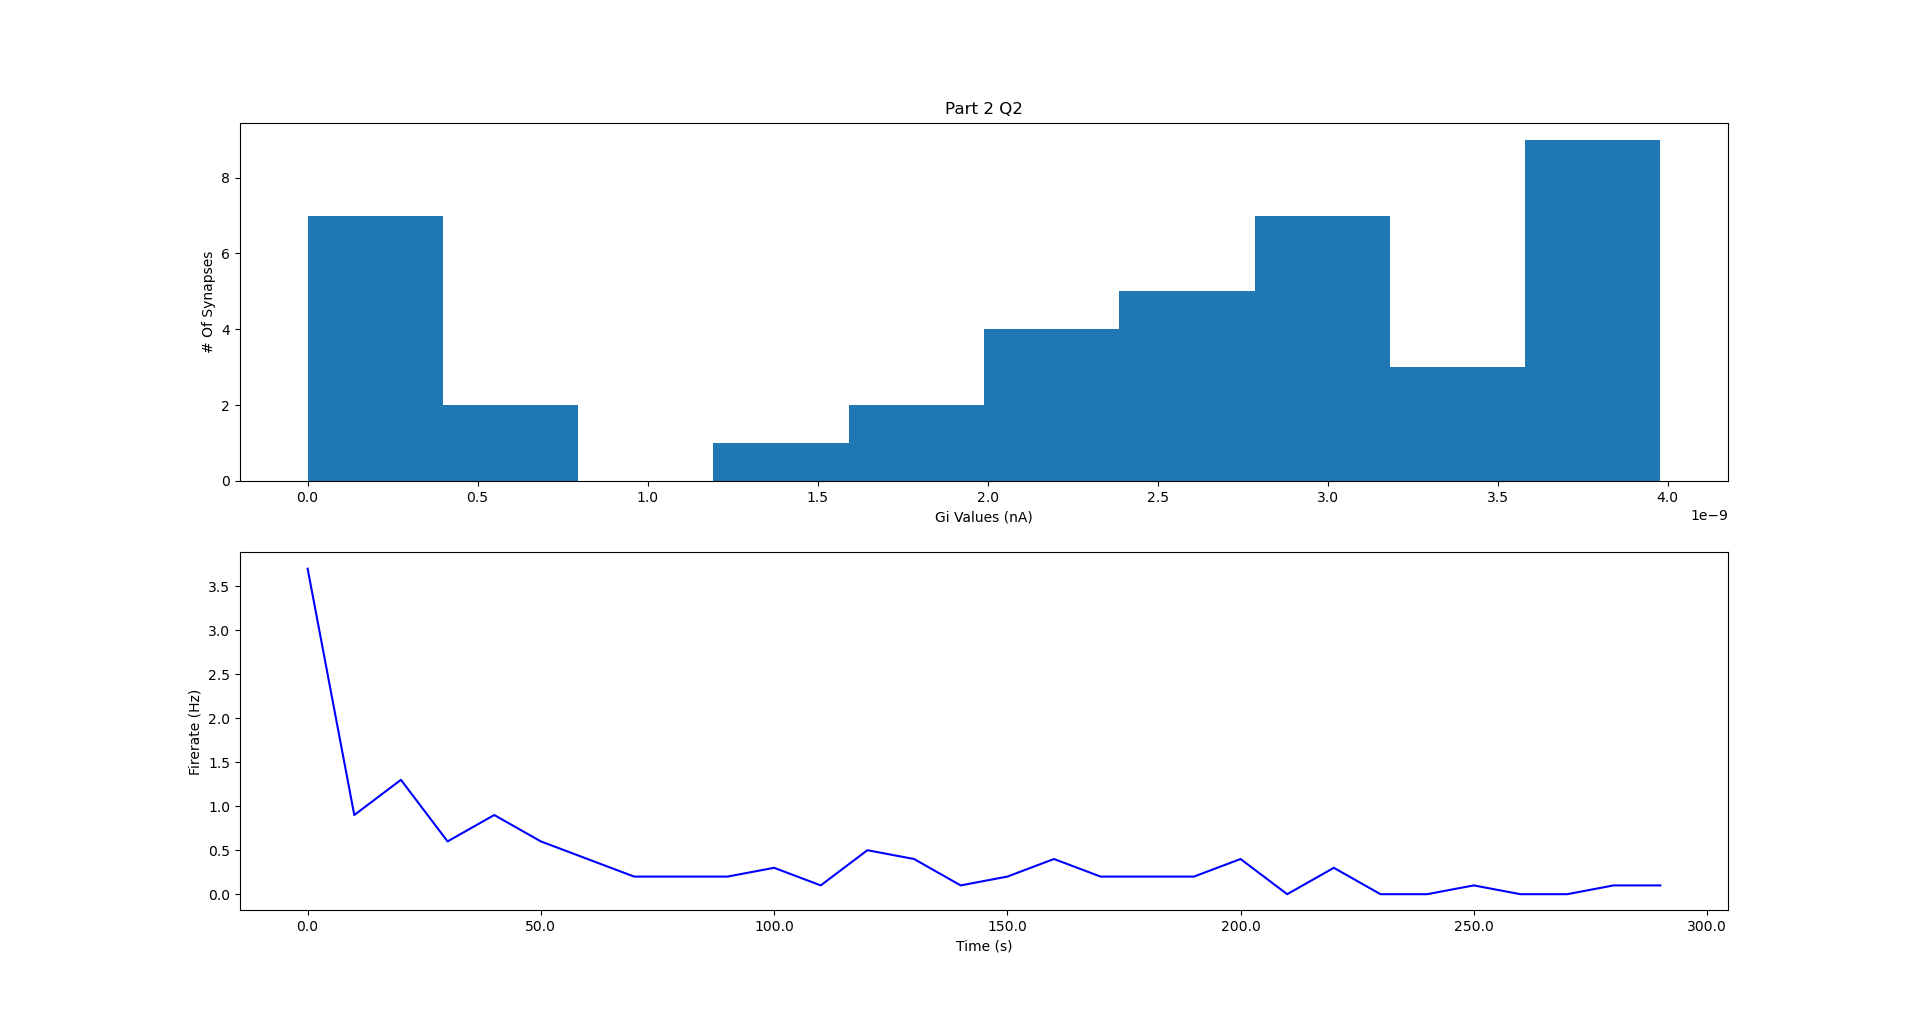 Part 2 Q2
8
6
4
2
0
# Of Synapses
0.0 0.5 1.0 1.5 2.0 2.5 3.0 3.5 4.0
1e−9
Gi Values (nA)
3.5
3.0
2.5
2.0
1.5
1.0
0.5
0.0
Firerate (Hz)
0.0 50.0 100.0 150.0 200.0 250.0 300.0
Time (s)